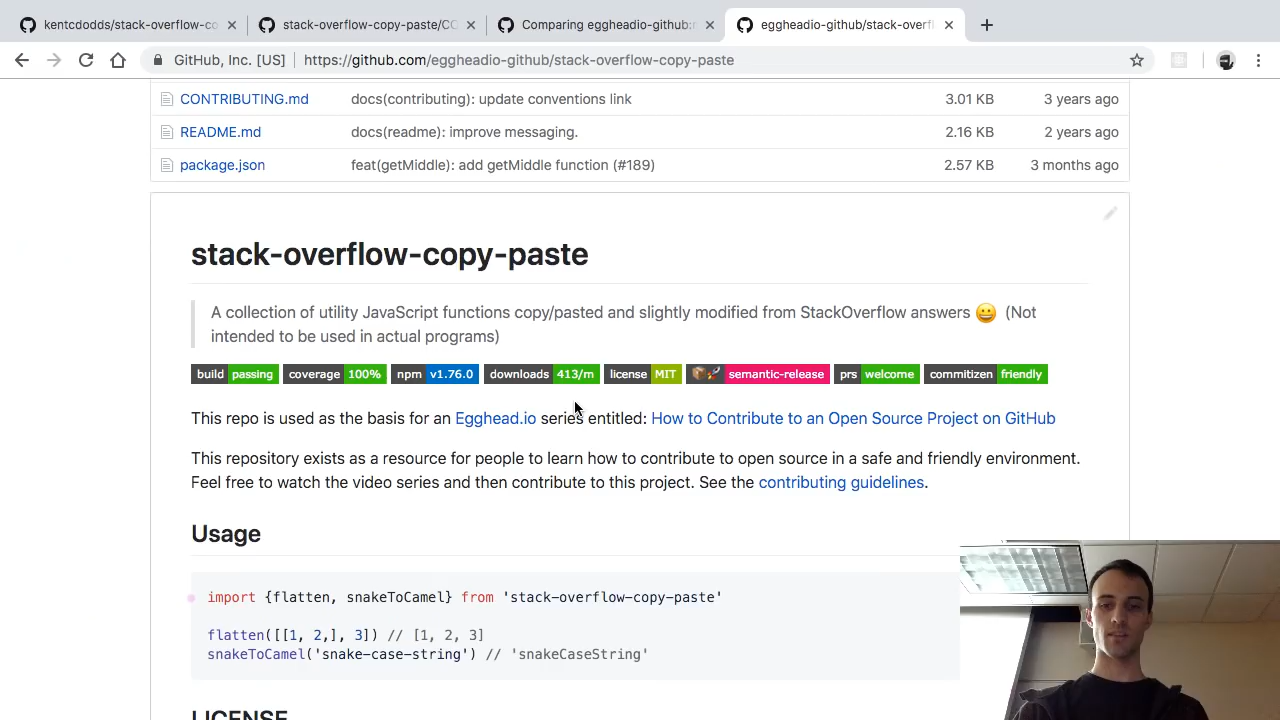 kentcdodds/stack-overflow-co
stack-overflow-copy-paste/CO
Comparing eggheadio-github:
eggheadio-github/stack-overfl
GitHub, Inc. [US]
https://github.com/eggheadio-github/stack-overflow-copy-paste
CONTRIBUTING.md docs(contributing): update conventions link 3.01 KB 3 years ago
README.md docs(readme): improve messaging. 2.16 KB 2 years ago
package.json feat(getMiddle): add getMiddle function (#189) 2.57 KB 3 months ago
stack-overflow-copy-paste
A collection of utility JavaScript functions copy/pasted and slightly modified from StackOverflow answers 😀 (Not
intended to be used in actual programs)
build passing coverage 100% npm v1.76.0 downloads 413/m license MIT 📦🚀 semantic-release prs welcome commitizen friendly
This repo is used as the basis for an Egghead.io series entitled: How to Contribute to an Open Source Project on GitHub
This repository exists as a resource for people to learn how to contribute to open source in a safe and friendly environment.
Feel free to watch the video series and then contribute to this project. See the contributing guidelines.
Usage
import {flatten, snakeToCamel} from 'stack-overflow-copy-paste'
flatten([[1, 2,], 3]) // [1, 2, 3]
snakeToCamel('snake-case-string') // 'snakeCaseString'
LICENSE